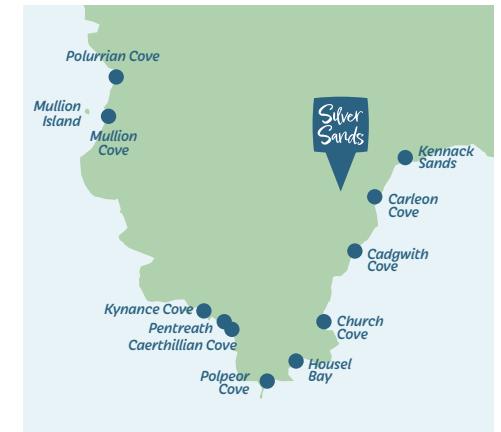 Polurrian Cove
Mullion
Island
Mullion
Cove
Silver
Sands
Kennack
Sands
Carleon
Cove
Cadgwith
Cove
Kynance Cove
Pentreath
Caerthillian Cove
Church
Cove
Housel
Bay
Polpeor
Cove